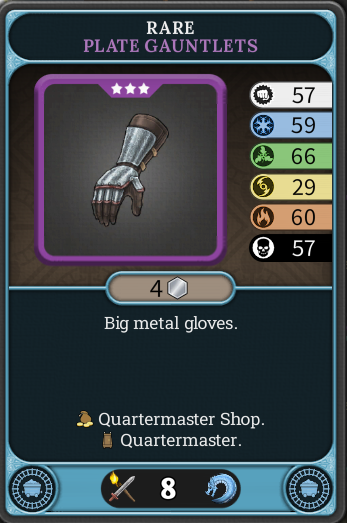 RARE
PLATE GAUNTLETS
57
59
66
29
60
57
4
Big metal gloves.
Quartermaster Shop.
Quartermaster.
8